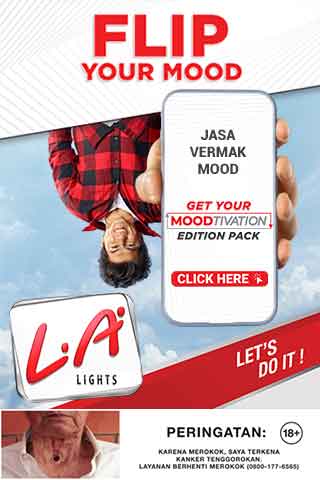 FLIP
YOUR MOOD
JASA
VERMAK
MOOD
GET YOUR
MOODTIVATION
EDITION PACK
CLICK HERE
L.A.
LIGHTS
LET'S
DO IT !
PERINGATAN: 18+
KARENA MEROKOK, SAYA TERKENA
KANKER TENGGOROKAN.
LAYANAN BERHENTI MEROKOK (0800-177-6565)